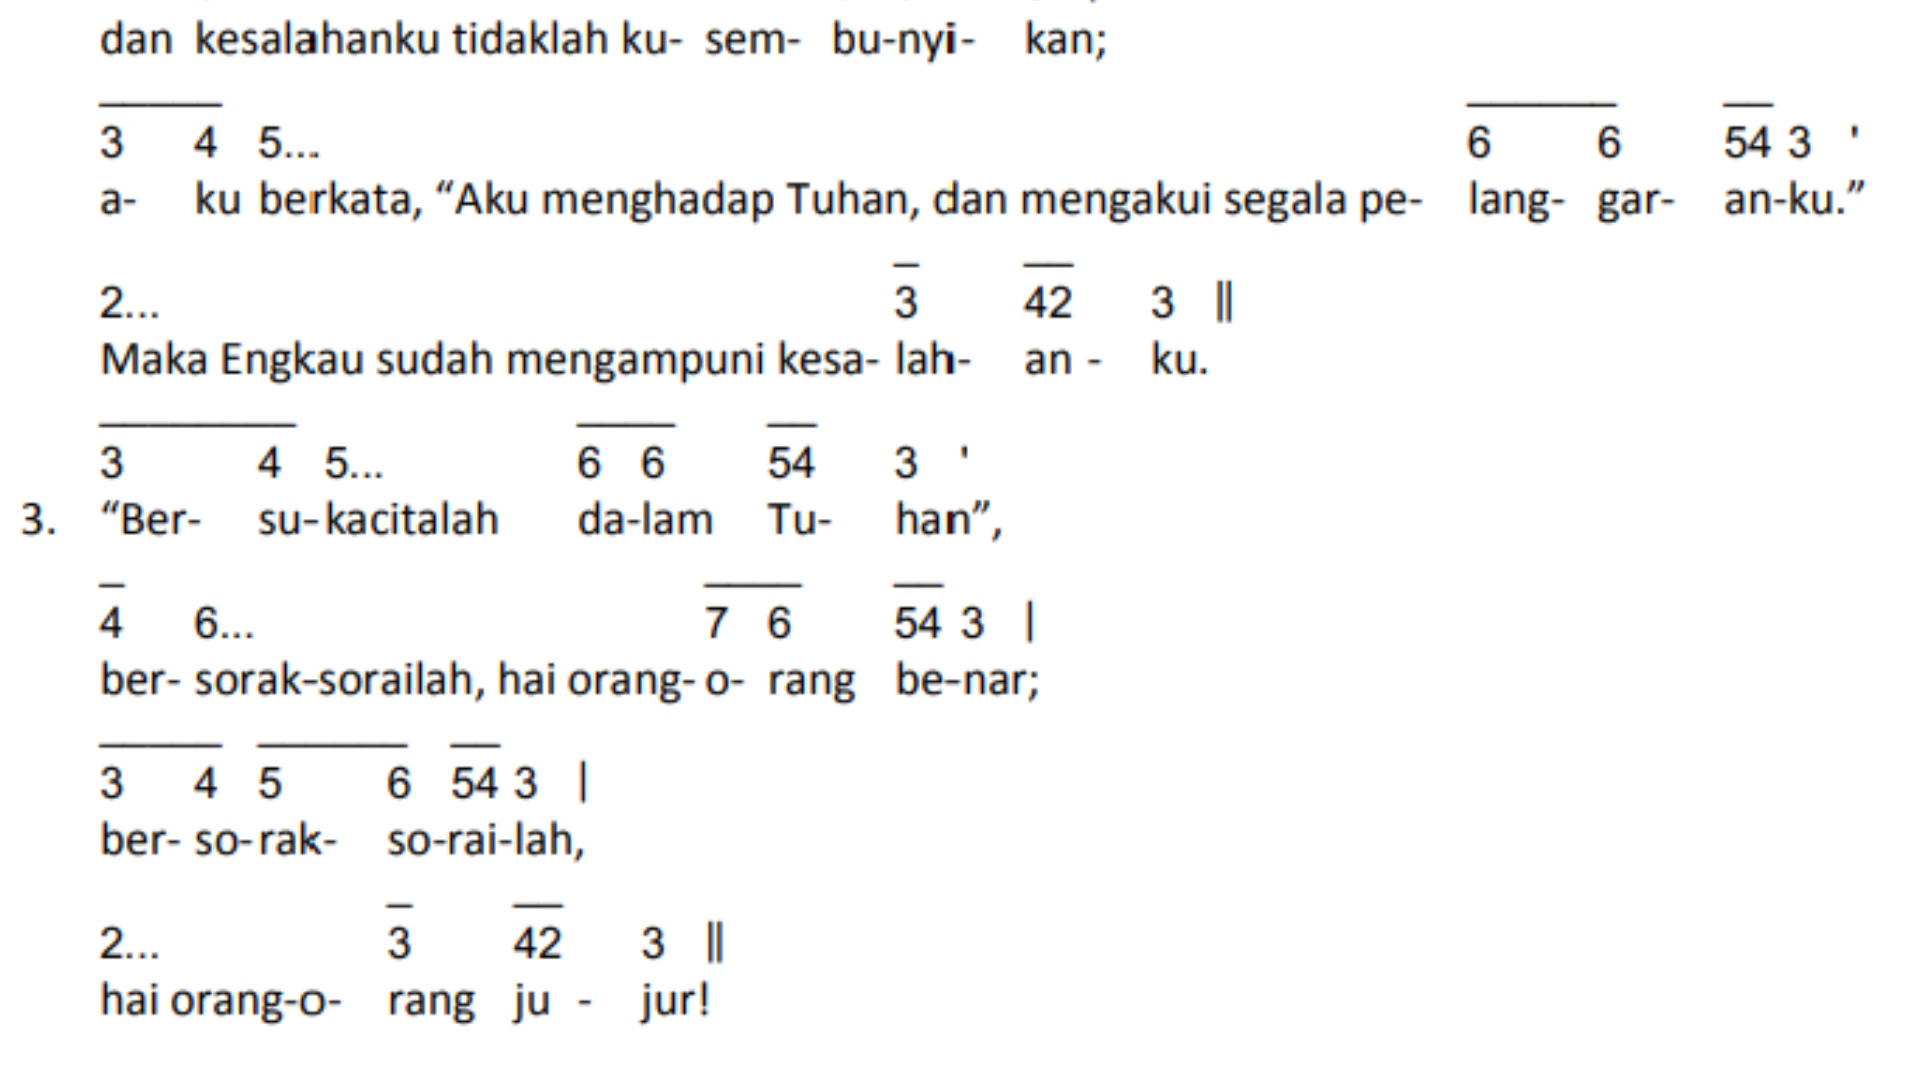 dan kesalahanku tidaklah ku- sem- bu-nyi- kan;
3 4 5... 6 6 54 3 '
a- ku berkata, “Aku menghadap Tuhan, dan mengakui segala pe- lang- gar- an-ku.”
2... 3 42 3 ||
Maka Engkau sudah mengampuni kesa- lah- an - ku.
3 4 5... 6 6 54 3 '
3. “Ber- su-kacitalah da-lam Tu- han”,
4 6... 7 6 54 3 |
ber- sorak-sorailah, hai orang- o- rang be-nar;
3 4 5 6 54 3 |
ber- so-rak- so-rai-lah,
2... 3 42 3 ||
hai orang-o- rang ju - jur!